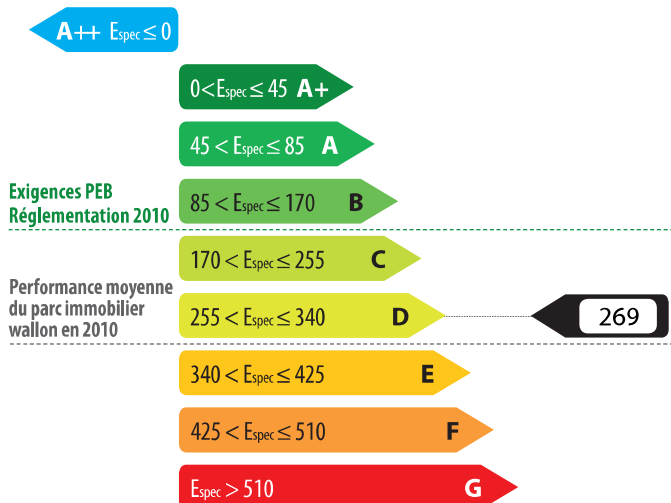 A++ Espec ≤ 0
0 < Espec ≤ 45 A+
45 < Espec ≤ 85 A
Exigences PEB
Réglementation 2010
85 < Espec ≤ 170 B
170 < Espec ≤ 255 C
Performance moyenne
du parc immobilier
wallon en 2010
255 < Espec ≤ 340 D
269
340 < Espec ≤ 425 E
425 < Espec ≤ 510 F
Espec > 510 G